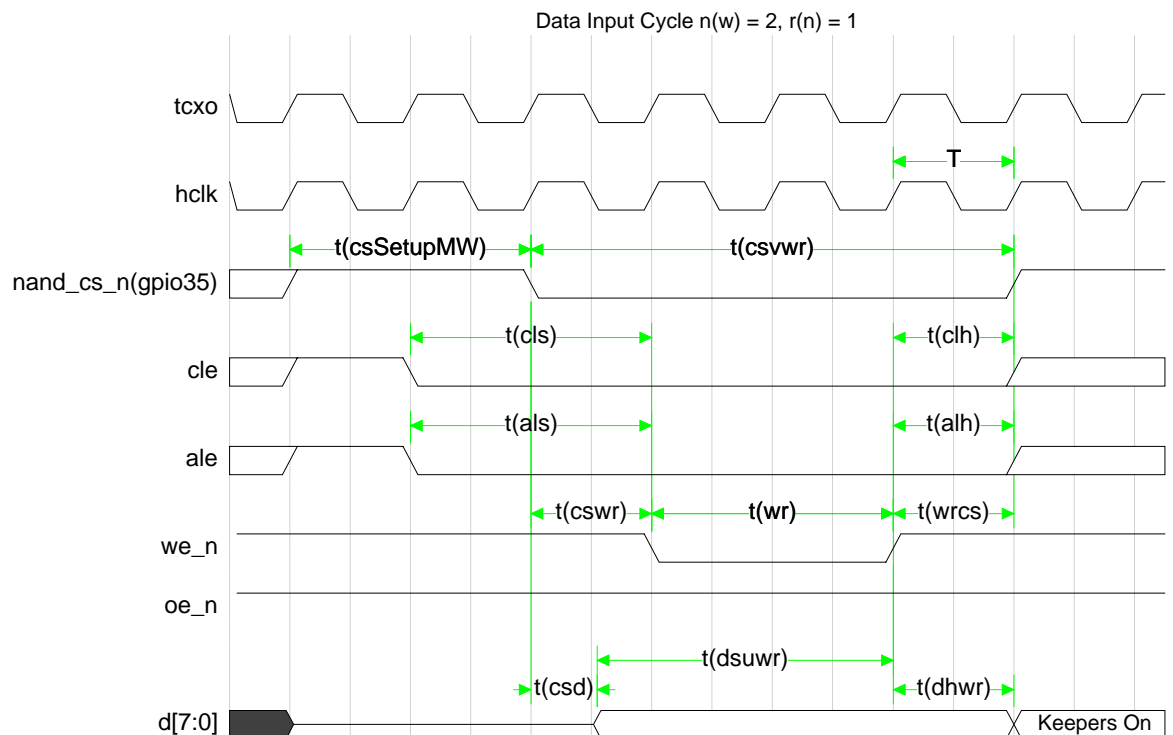 Data Input Cycle n(w) = 2, r(n) = 1
tcxo
T
hclk
t(csSetupMW) t(csvwr)
nand_cs_n(gpio35)
t(cls) t(clh)
cle
t(als) t(alh)
ale
t(cswr) t(wr) t(wrcs)
we_n
oe_n
t(dsuwr)
t(csd) t(dhwr)
d[7:0] Keepers On